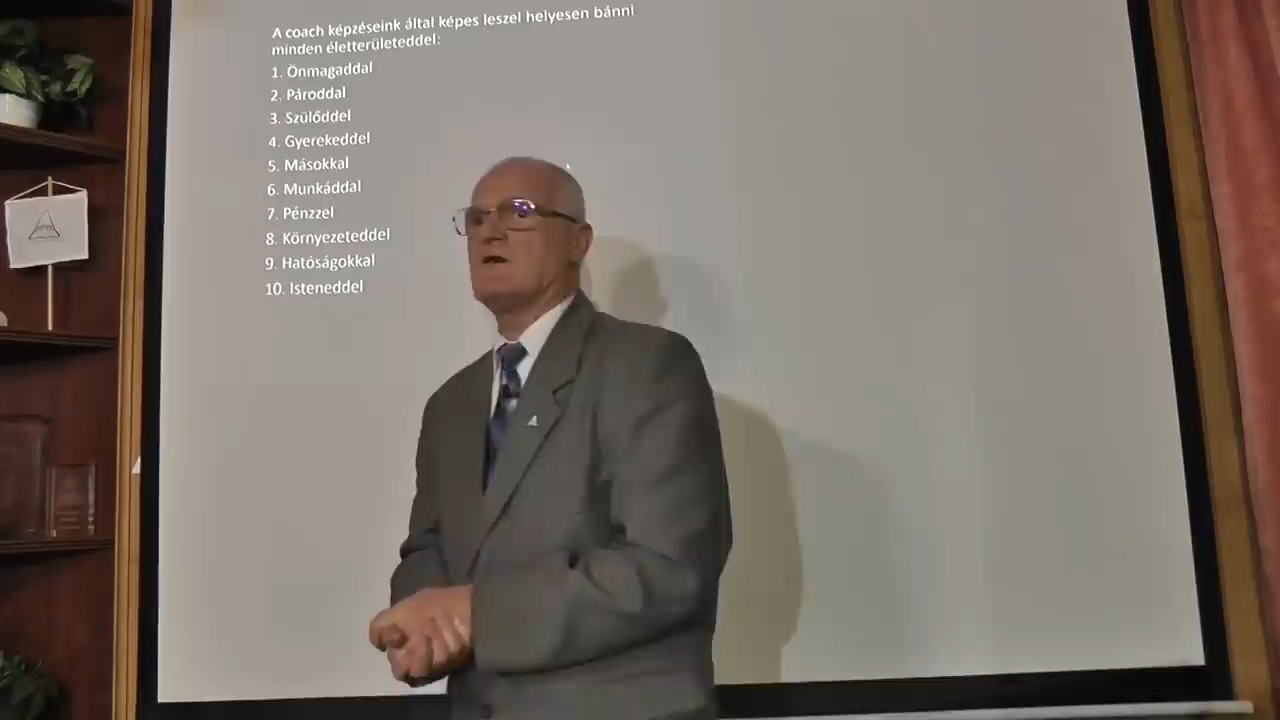 A coach képzéseink által képes leszel helyesen bánni
minden életterületeddel:
1. Önmagaddal
2. Pároddal
3. Szülőddel
4. Gyerekeddel
5. Másokkal
6. Munkáddal
7. Pénzzel
8. Környezeteddel
9. Hatóságokkal
10. Isteneddel